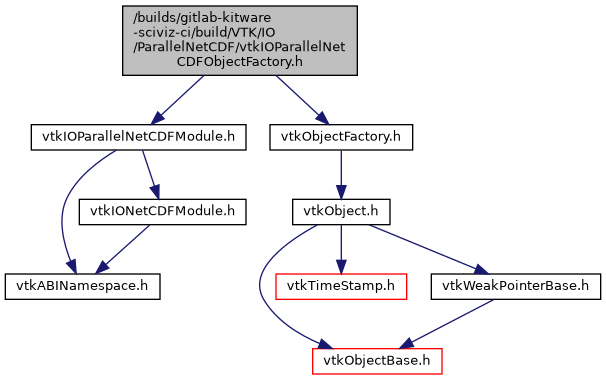 /builds/gitlab-kitware
-sciviz-ci/build/VTK/IO
/ParallelNetCDF/vtkIOParallelNet
CDFObjectFactory.h
vtkIOParallelNetCDFModule.h
vtkObjectFactory.h
vtkIONetCDFModule.h
vtkObject.h
vtkABINamespace.h
vtkTimeStamp.h
vtkWeakPointerBase.h
vtkObjectBase.h